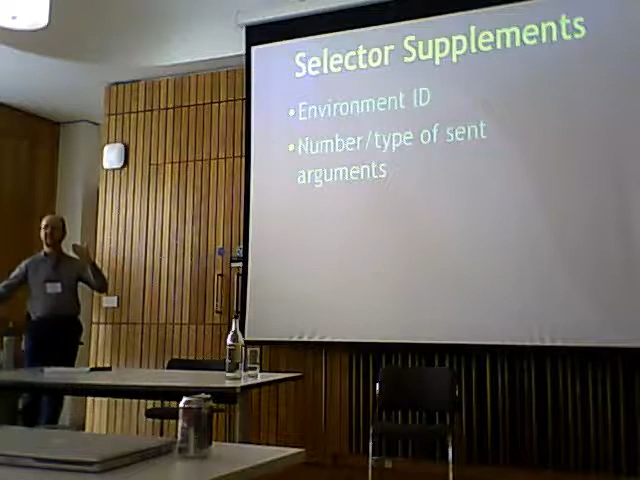 Selector Supplements
•Environment ID
•Number/type of sent
arguments